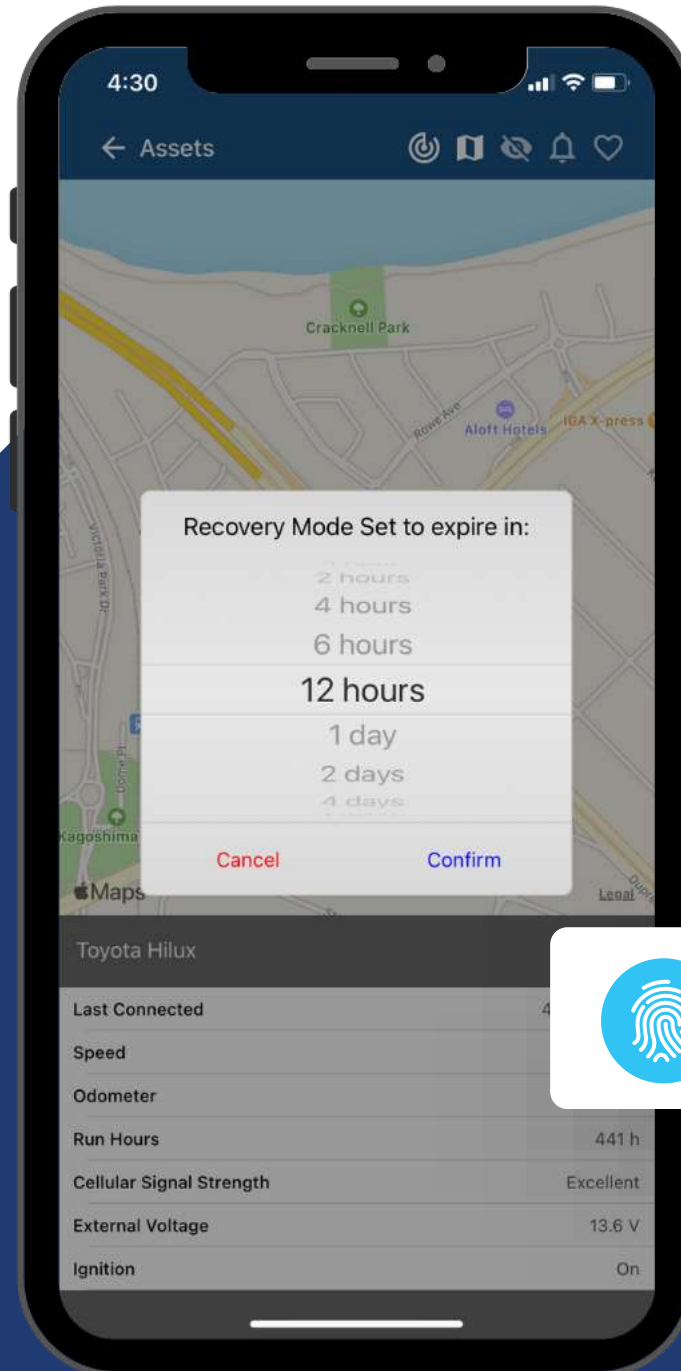 4:30
Assets
Cracknell Park
Rowe Ave
Aloft Hotels
IGA X-press
Victoria Park Dr
Recovery Mode Set to expire in:
2 hours
4 hours
6 hours
12 hours
1 day
2 days
4 days
Cancel
Confirm
Dome Pl
Kagoshima
Maps
Legal
Toyota Hilux
Last Connected
4
Speed
Odometer
Run Hours 441 h
Cellular Signal Strength Excellent
External Voltage 13.6 V
Ignition On